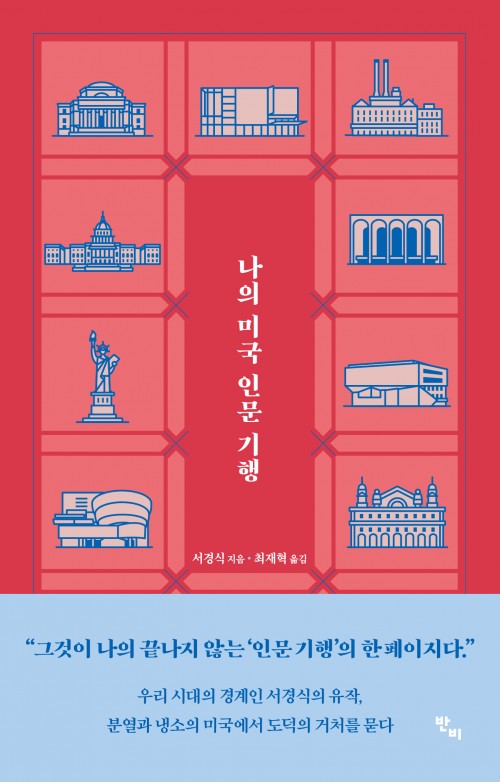 나의 미국 인문 기행
서경식 지음 • 최재혁 옮김
“그것이 나의 끝나지 않는 ‘인문 기행’의 한 페이지다.”
우리 시대의 경계인 서경식의 유작,
분열과 냉소의 미국에서 도덕의 거처를 묻다
반비